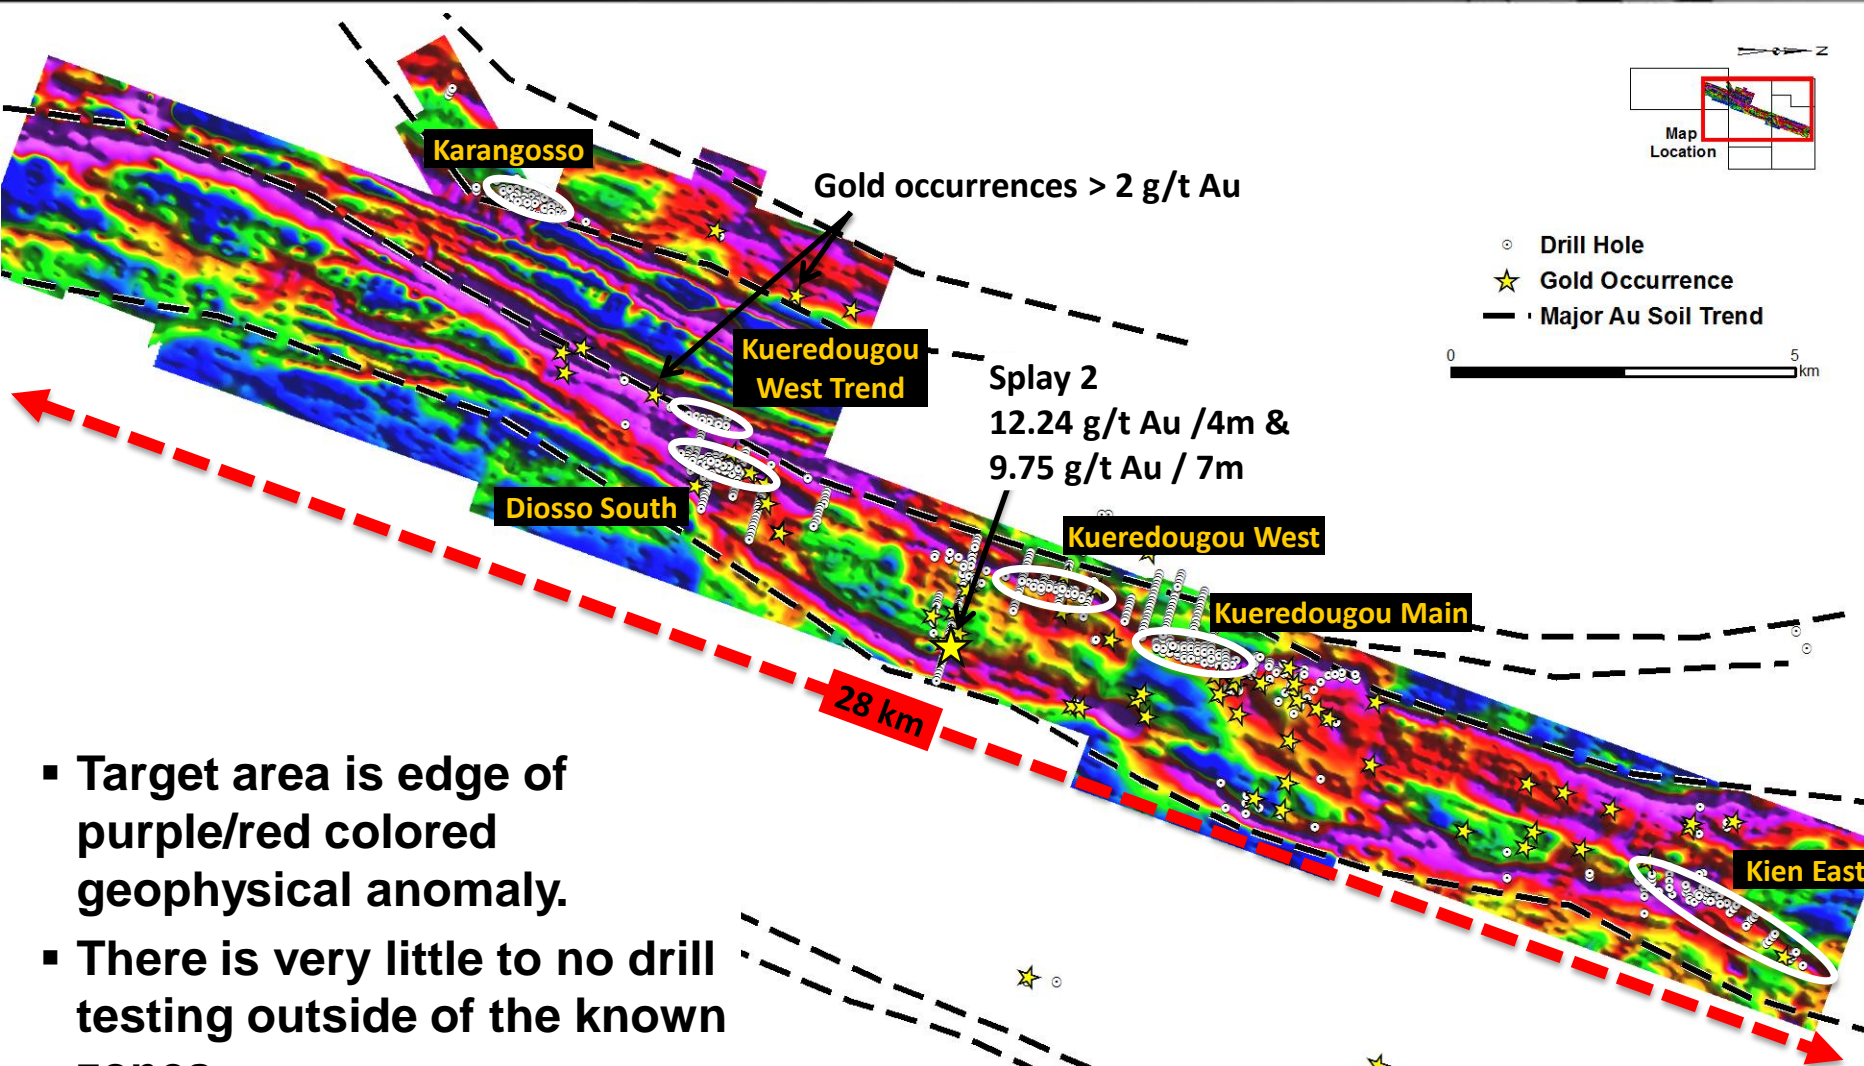 N
Map
Location
Karangosso
Gold occurrences > 2 g/t Au
Drill Hole
Gold Occurrence
Major Au Soil Trend
0 5
km
Kueredougou
West Trend
Splay 2
12.24 g/t Au /4m &
9.75 g/t Au / 7m
Diosso South
Kueredougou West
Kueredougou Main
28 km
Kien East
▪ Target area is edge of
purple/red colored
geophysical anomaly.
▪ There is very little to no drill
testing outside of the known